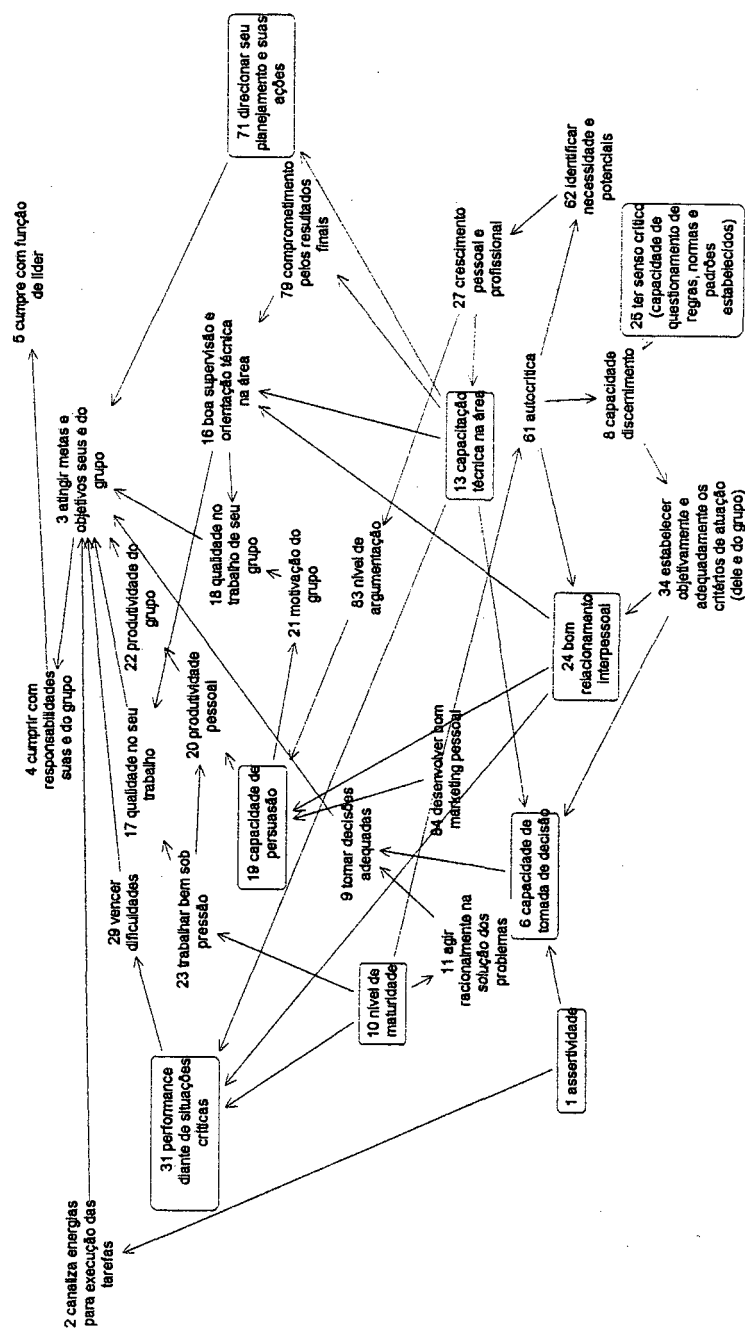 5 cumpre com função
de líder
4 cumprir com
responsabilidades
suas e do grupo
2 canaliza energias
para execução das
tarefas
3 atingir metas e
objetivos seus e do
grupo
29 vencer
dificuldades
17 qualidade no seu
trabalho
22 produtividade do
grupo
71 direcionar seu
planejamento e suas
ações
31 performance
diante de situações
críticas
23 trabalhar bem sob
pressão
20 produtividade
pessoal
18 qualidade no
trabalho de seu
grupo
16 boa supervisão e
orientação técnica
na área
79 comprometimento
pelos resultados
finais
19 capacidade de
persuasão
21 motivação do
grupo
9 tomar decisões
adequadas
83 nível de
argumentação
10 nível de
maturidade
11 agir
racionalmente na
solução dos
problemas
84 desenvolver bom
marketing pessoal
13 capacitação
técnica na área
27 crescimento
pessoal e
profissional
6 capacidade de
tomada de decisão
61 autocrítica
1 assertividade
24 bom
relacionamento
interpessoal
62 identificar
necessidade e
potenciais
8 capacidade
discernimento
34 estabelecer
objetivamente e
adequadamente os
critérios de atuação
(dele e do grupo)
25 ter senso crítico
(capacidade de
questionamento de
regras, normas e
padrões
estabelecidos)